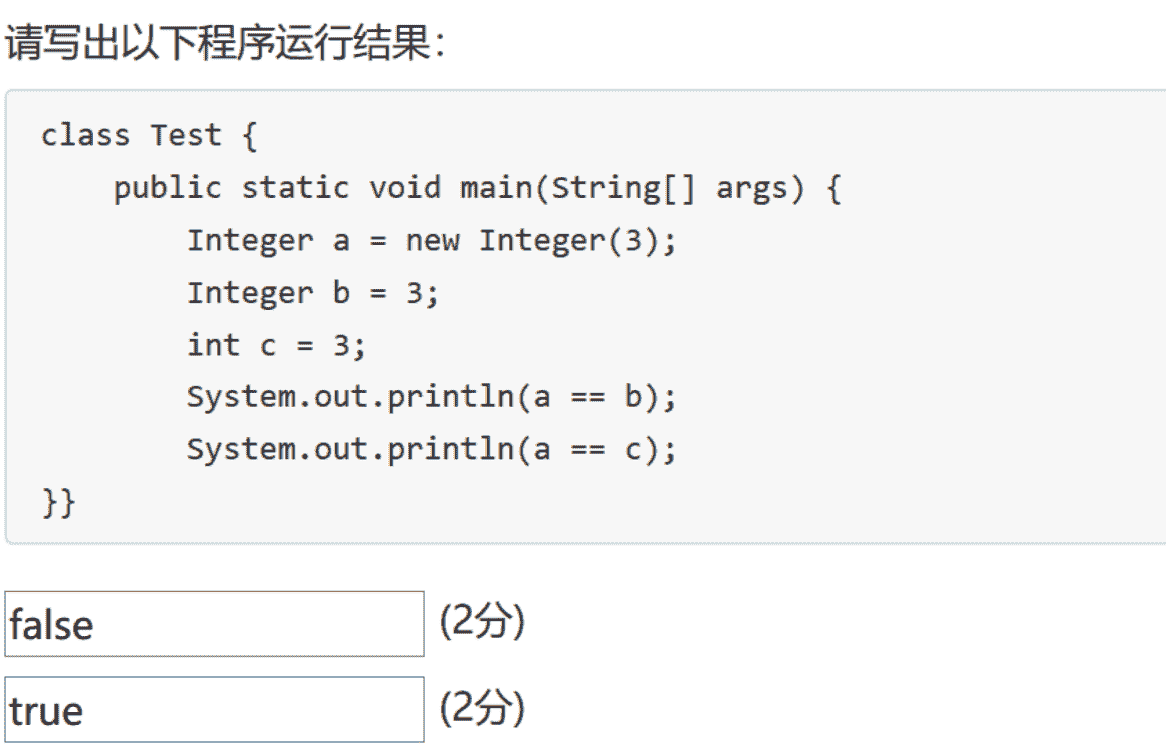 请写出以下程序运行结果：
class Test {
    public static void main(String[] args) {
        Integer a = new Integer(3);
        Integer b = 3;
        int c = 3;
        System.out.println(a == b);
        System.out.println(a == c);
}}
false (2分)
true (2分)